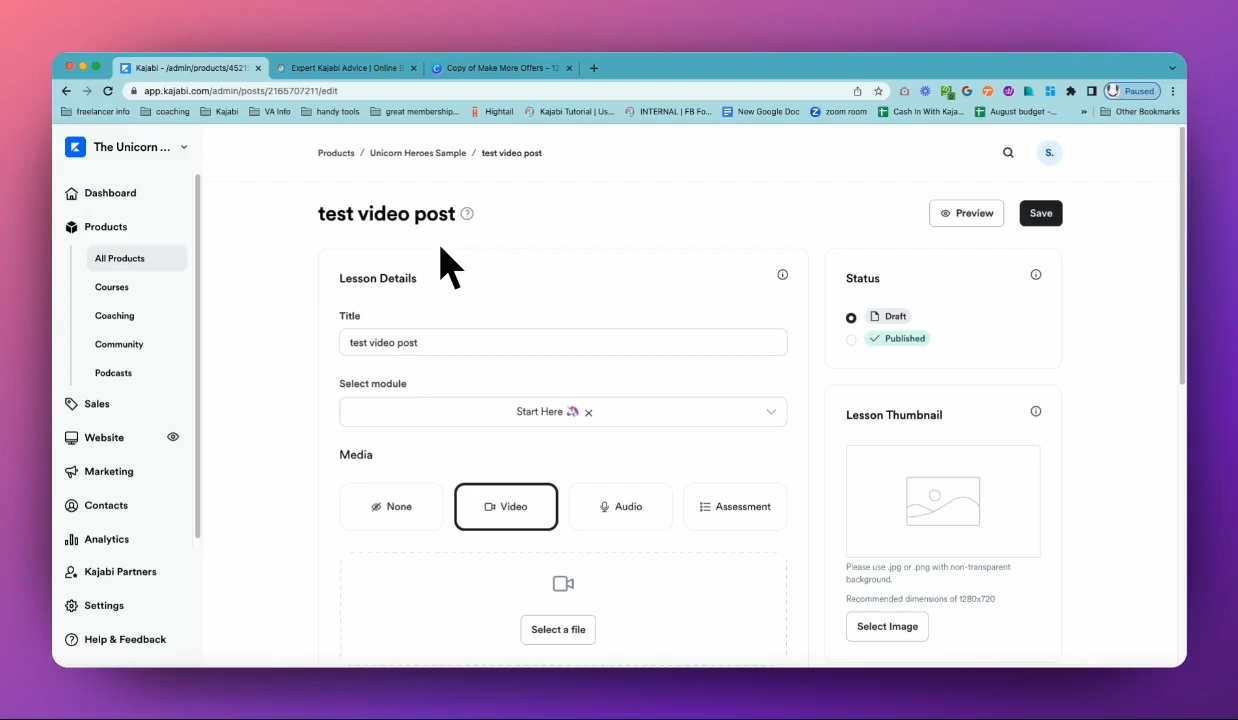 Kajabi - /admin/products/4521
Expert Kajabi Advice | Online B
Copy of Make More Offers - 12
app.kajabi.com/admin/posts/2165707211/edit
Paused
freelancer info
coaching
Kajabi
VA Info
handy tools
great membership...
Hightail
Kajabi Tutorial | Us...
INTERNAL | FB Fo...
New Google Doc
zoom room
Cash In With Kaja...
August budget -...
»
Other Bookmarks
The Unicorn ...
Products / Unicorn Heroes Sample / test video post
S.
Dashboard
Products
All Products
Courses
Coaching
Community
Podcasts
Sales
Website
Marketing
Contacts
Analytics
Kajabi Partners
Settings
Help & Feedback
test video post
Preview
Save
Lesson Details
Title
test video post
Select module
Start Here 🦄
Media
None
Video
Audio
Assessment
Select a file
Status
Draft
Published
Lesson Thumbnail
Please use .jpg or .png with non-transparent
background.
Recommended dimensions of 1280x720
Select Image